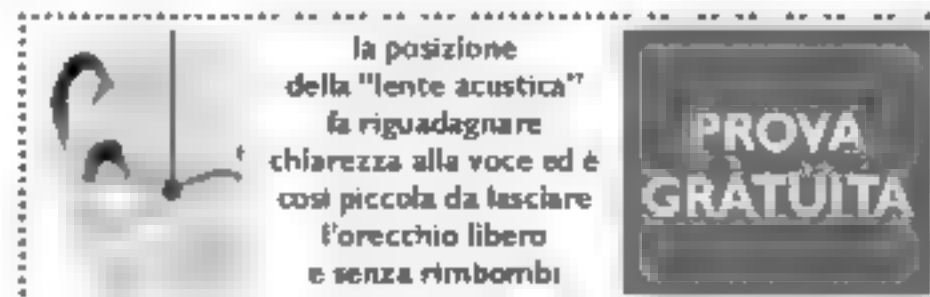 la posizione
della "lente acustica"
fa riguadagnare
chiarezza alla voce ed è
così piccola da lasciare
l'orecchio libero
e senza rimbombi
PROVA
GRATUITA